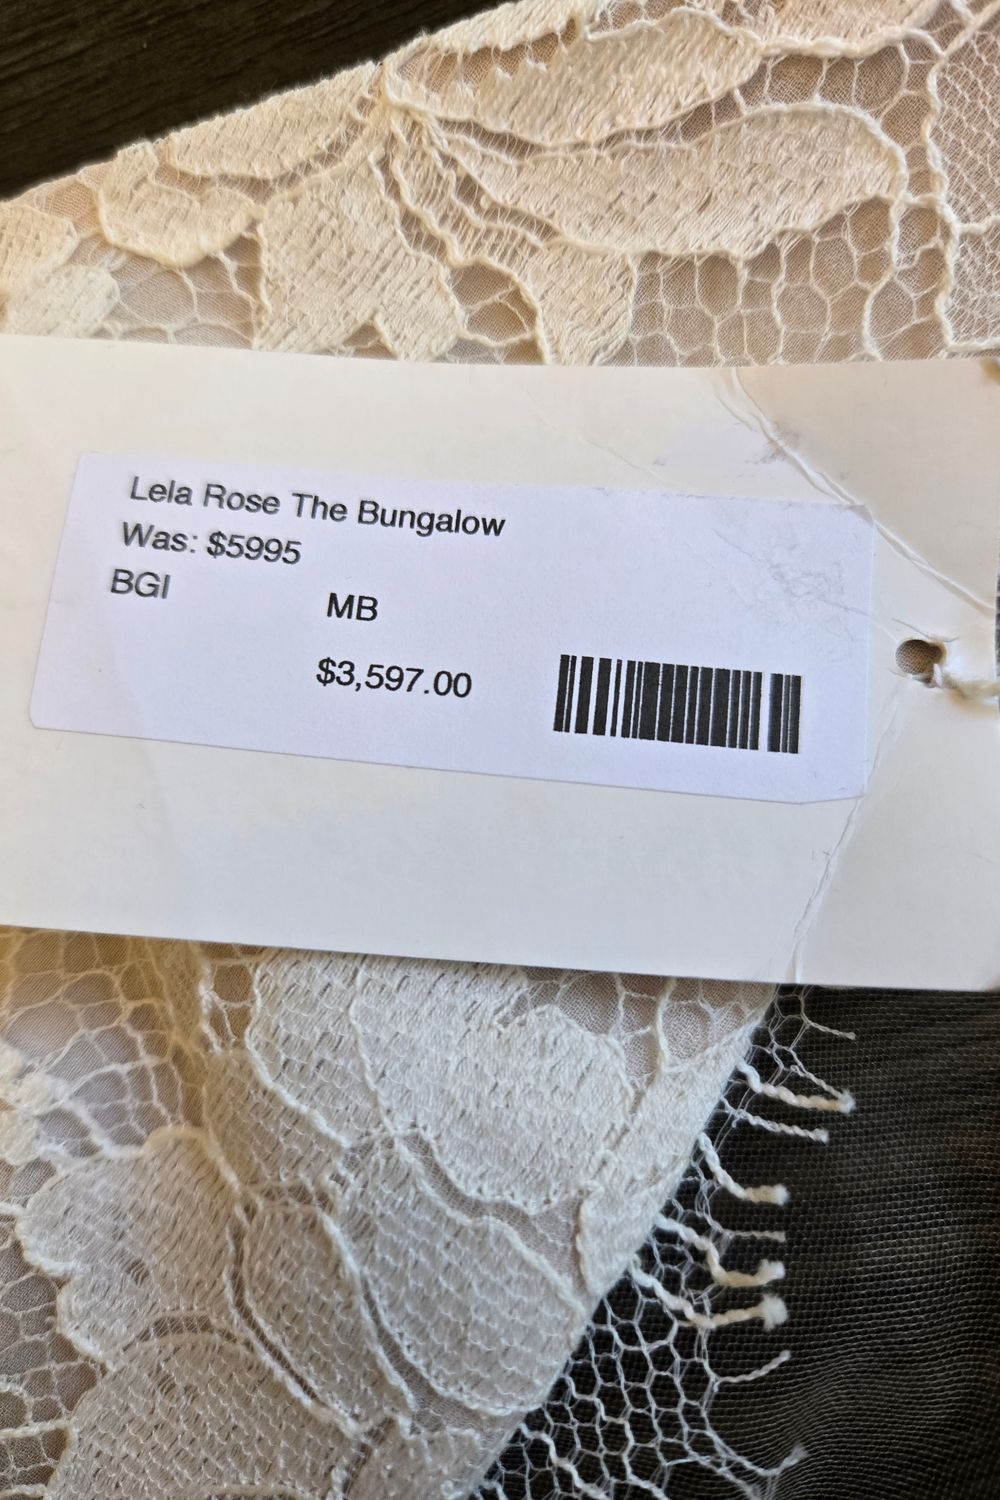 Lela Rose The Bungalow
Was: $5995
BGI
MB
$3,597.00